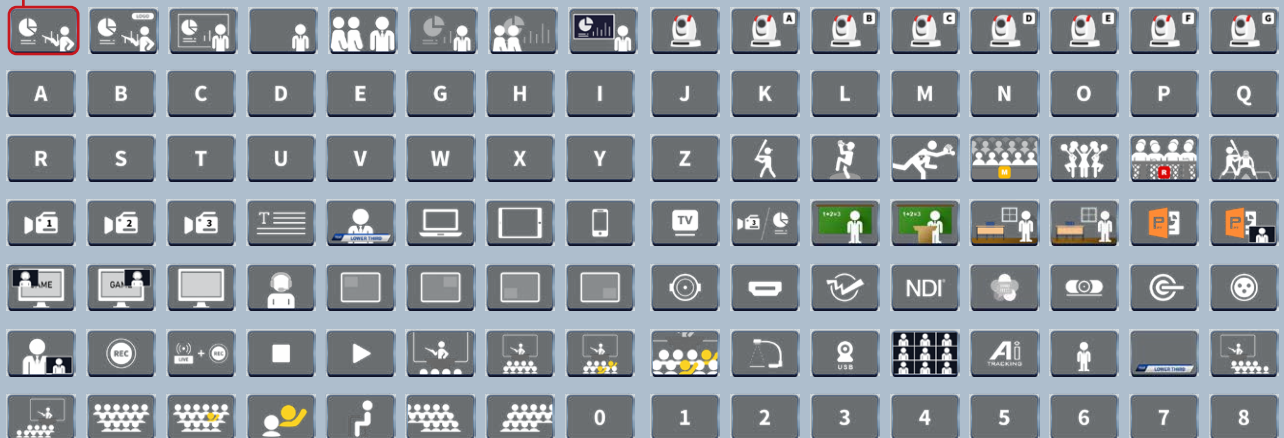 LOGO A B C D E F G
A B C D E G H I J K L M N O P Q
R S T U V W X Y Z M R
1 2 3 T LOWER THIRD TV 3 1+2=3 1+2=3
GAME GAME NDI
REC LIVE + REC USB Ai TRACKING LOWER THIRD
0 1 2 3 4 5 6 7 8